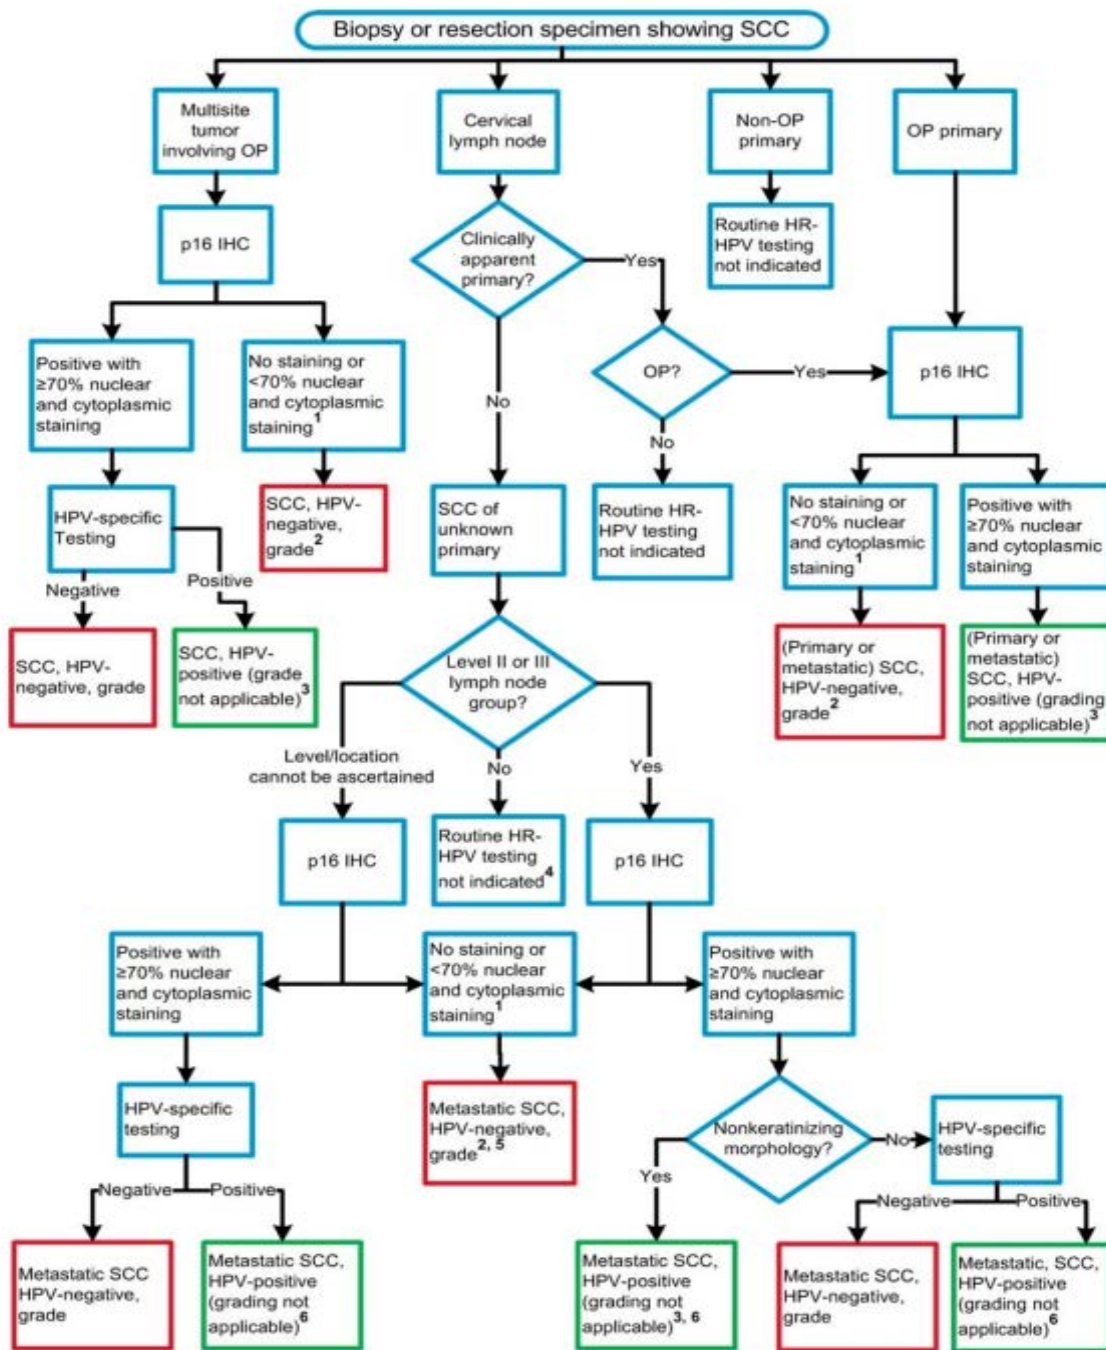 Biopsy or resection specimen showing SCC
Multisite
tumor
involving OP
Cervical
lymph node
Non-OP
primary
OP primary
p16 IHC
Clinically
apparent
primary?
Yes
Routine HR-
HPV testing
not indicated
Positive with
≥70% nuclear
and cytoplasmic
staining
No staining or
<70% nuclear
and cytoplasmic
staining1
No
OP?
Yes
p16 IHC
No
HPV-specific
Testing
SCC, HPV-
negative,
grade2
SCC of
unknown
primary
Routine HR-
HPV testing
not indicated
No staining or
<70% nuclear
and cytoplasmic
staining1
Positive with
≥70% nuclear
and cytoplasmic
staining
Negative
Positive
SCC, HPV-
negative, grade
SCC, HPV-
positive (grade
not applicable)3
Level II or III
lymph node
group?
(Primary or
metastatic) SCC,
HPV-negative,
grade2
(Primary or
metastatic)
SCC, HPV-
positive (grading
not applicable)3
Level/location
cannot be ascertained
No
Yes
p16 IHC
Routine HR-
HPV testing
not indicated4
p16 IHC
Positive with
≥70% nuclear
and cytoplasmic
staining
No staining or
<70% nuclear
and cytoplasmic
staining1
Positive with
≥70% nuclear
and cytoplasmic
staining
HPV-specific
testing
Metastatic SCC,
HPV-negative,
grade2, 5
Nonkeratinizing
morphology?
No
HPV-specific
testing
Yes
Negative
Positive
Negative
Positive
Metastatic SCC
HPV-negative,
grade
Metastatic SCC,
HPV-positive
(grading not
applicable)6
Metastatic SCC,
HPV-positive
(grading not
applicable)3, 6
Metastatic SCC,
HPV-negative,
grade
Metastatic, SCC,
HPV-positive
(grading not
applicable)6